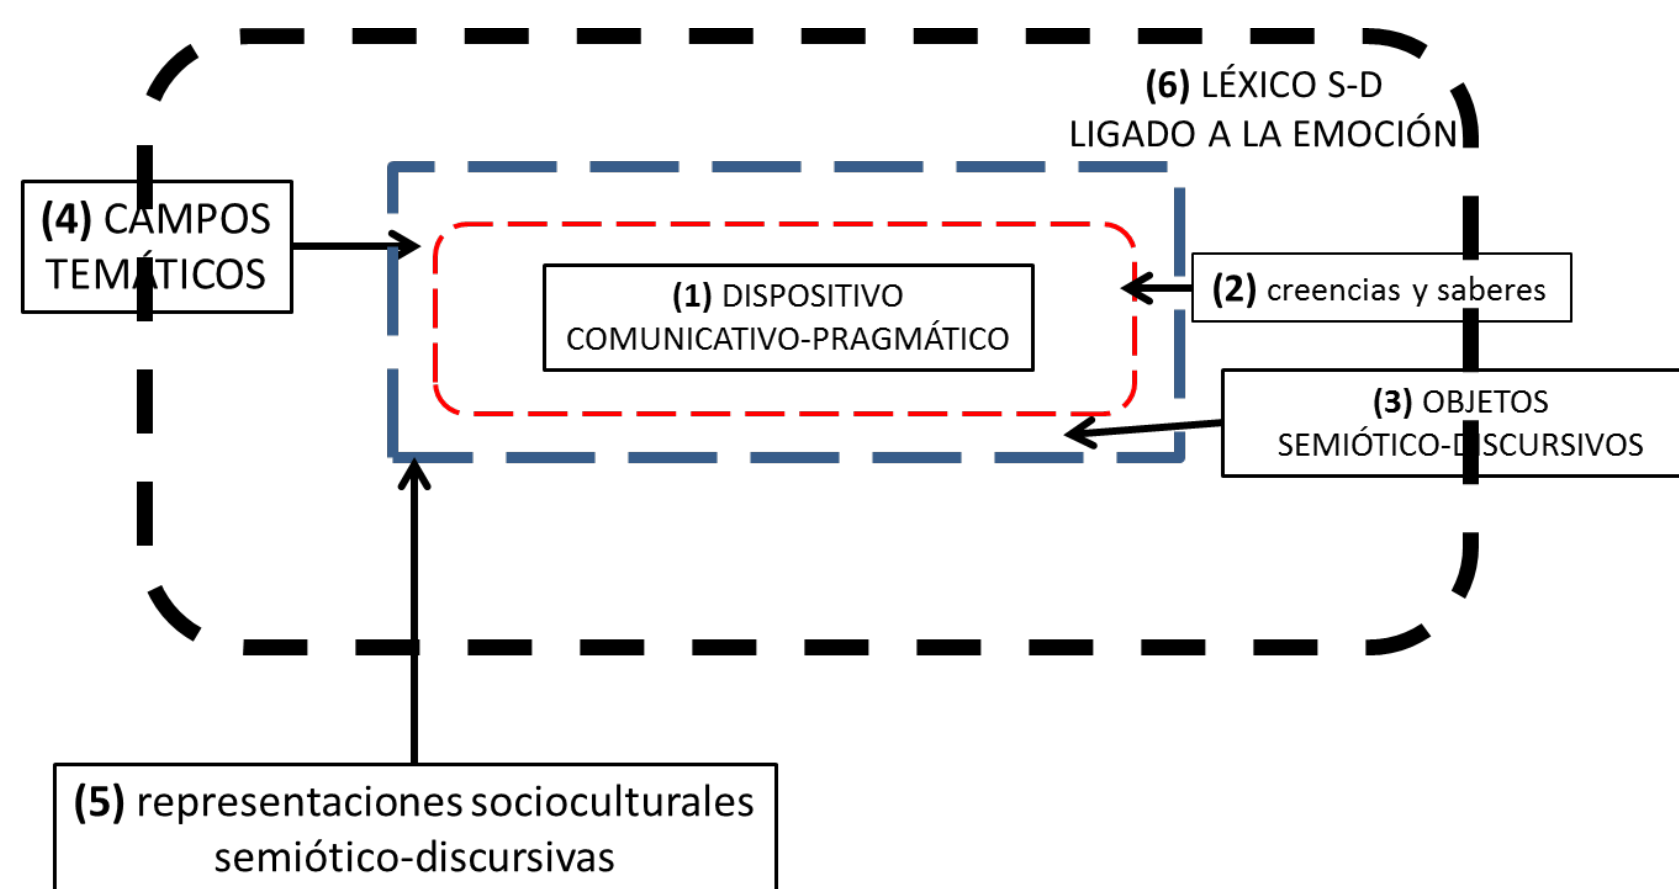 (6) LÉXICO S-D
LIGADO A LA EMOCIÓN
(4) CAMPOS
TEMÁTICOS
(1) DISPOSITIVO
COMUNICATIVO-PRAGMÁTICO
(2) creencias y saberes
(3) OBJETOS
SEMIÓTICO-DISCURSIVOS
(5) representaciones socioculturales
semiótico-discursivas